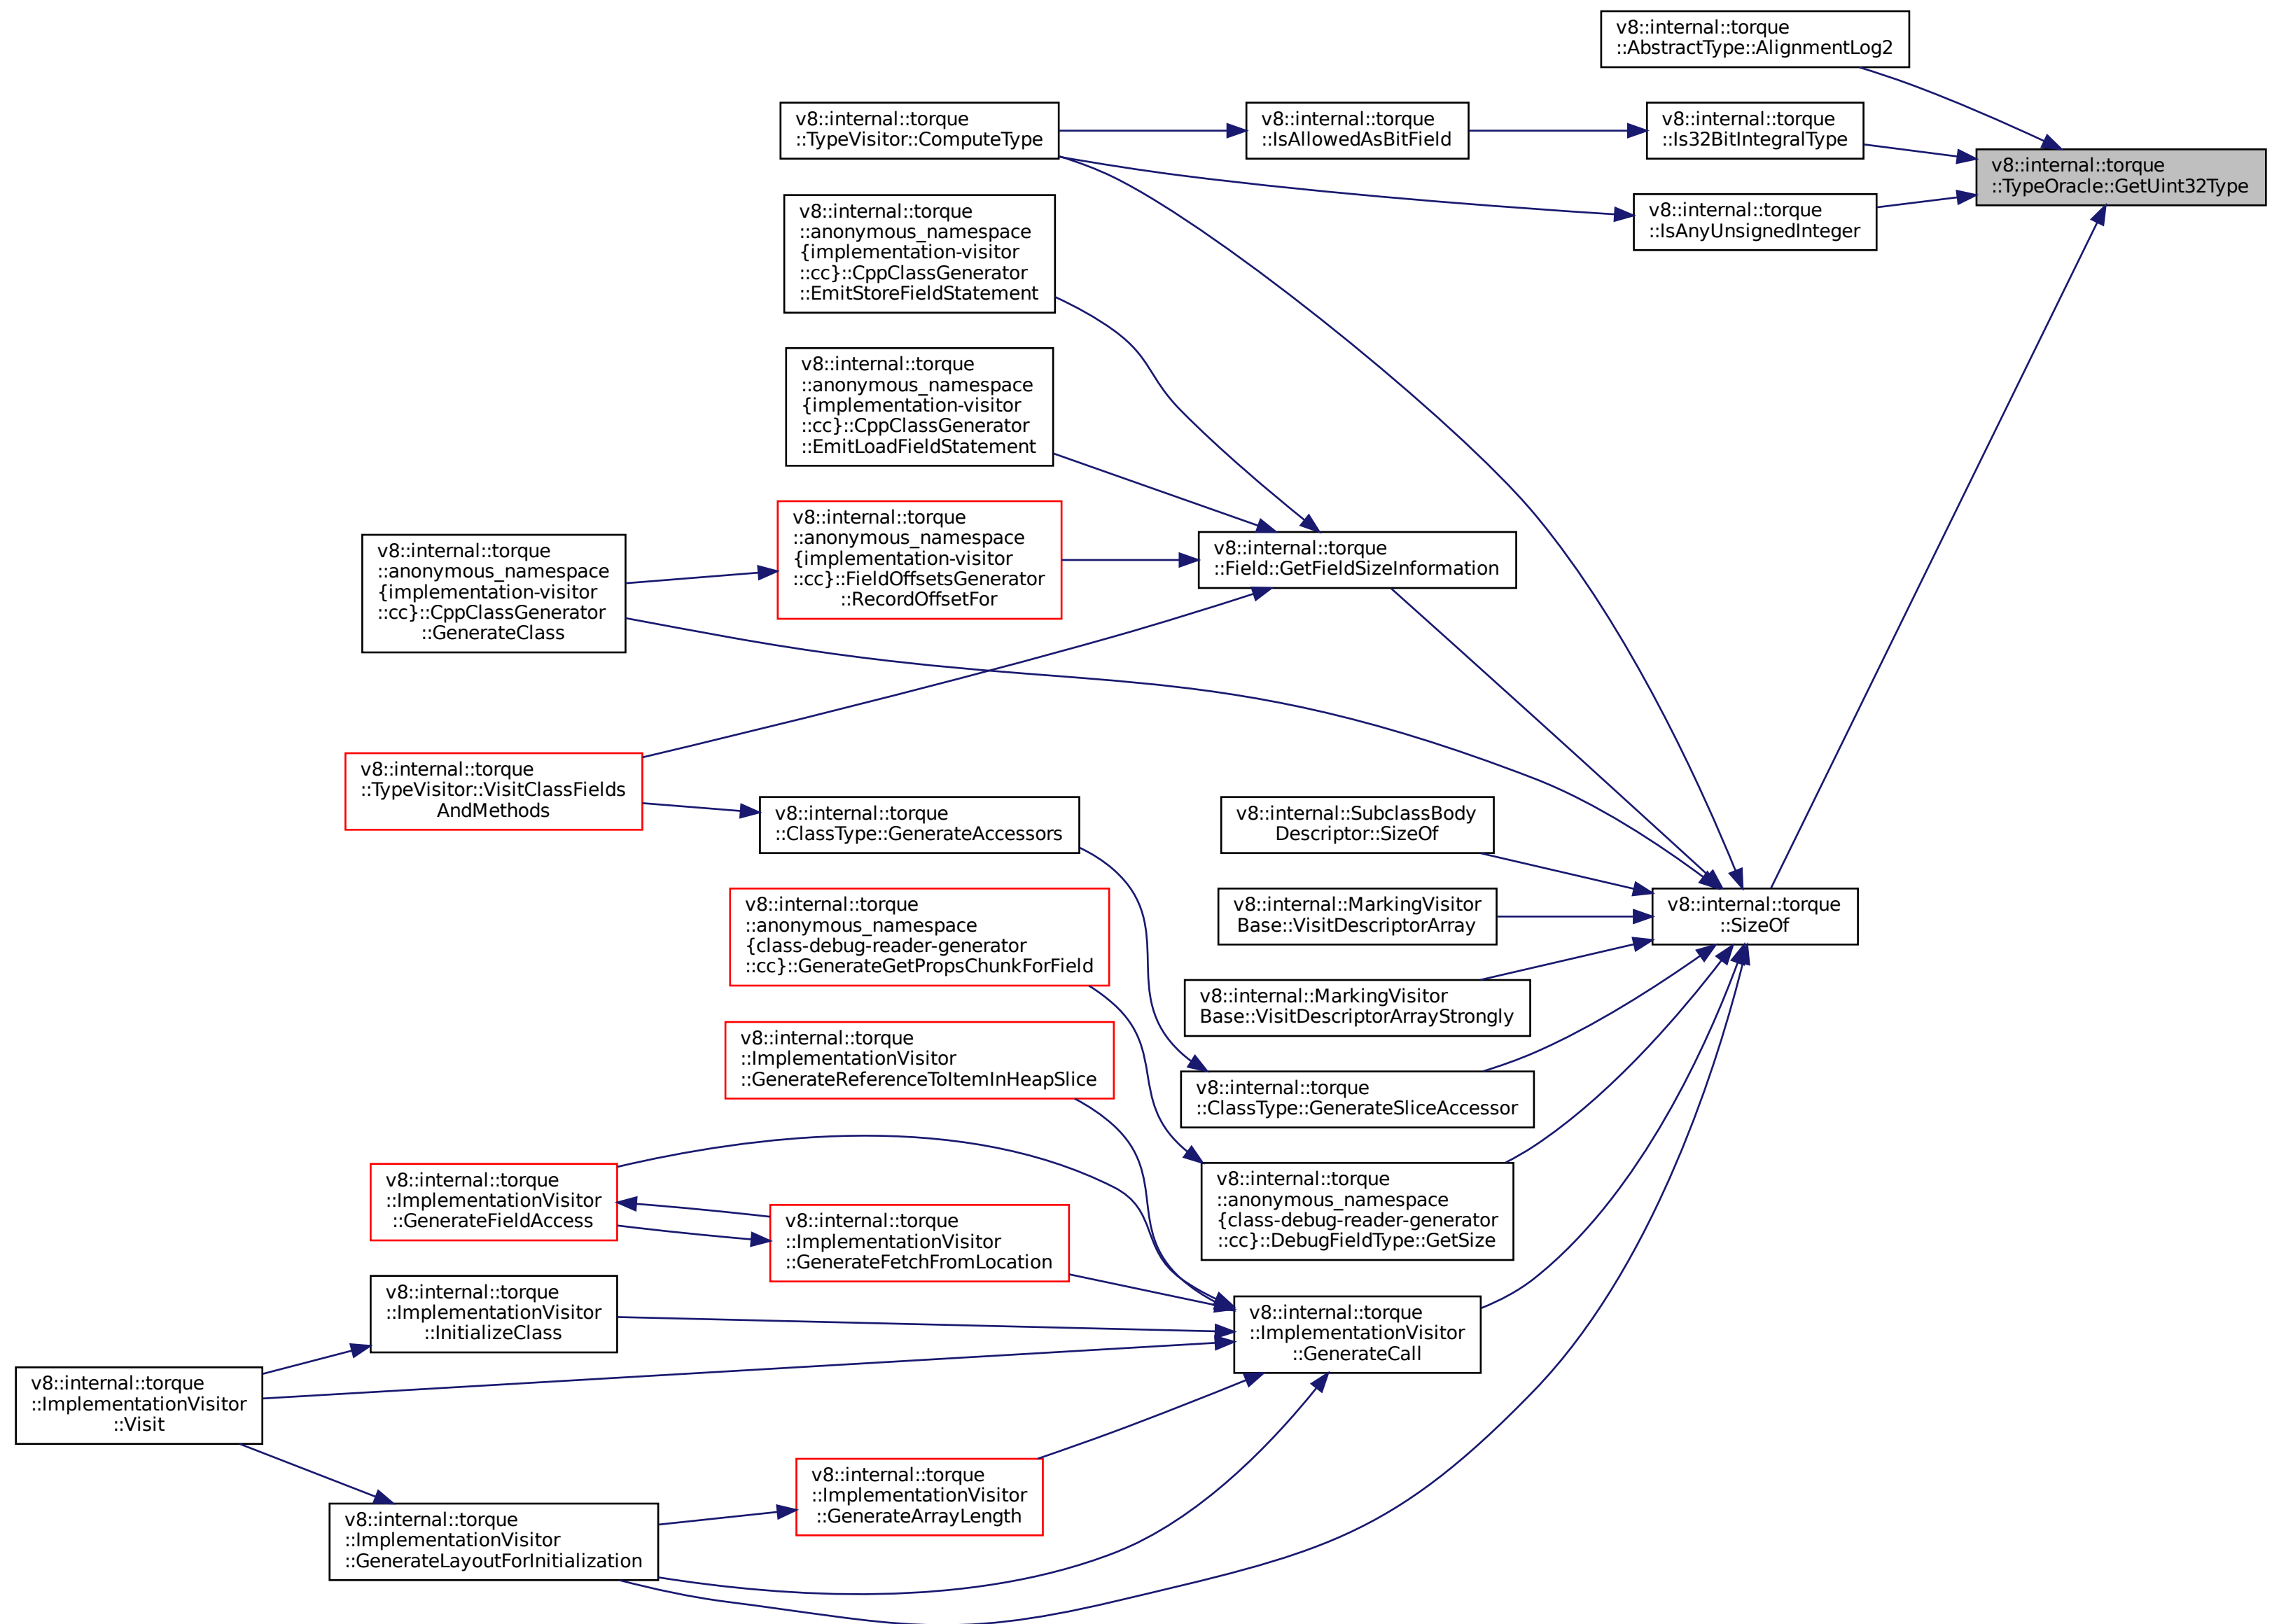 v8::internal::torque
::AbstractType::AlignmentLog2
v8::internal::torque
::TypeVisitor::ComputeType
v8::internal::torque
::IsAllowedAsBitField
v8::internal::torque
::Is32BitIntegralType
v8::internal::torque
::TypeOracle::GetUint32Type
v8::internal::torque
::IsAnyUnsignedInteger
v8::internal::torque
::anonymous_namespace
{implementation-visitor
::cc}::CppClassGenerator
::EmitStoreFieldStatement
v8::internal::torque
::anonymous_namespace
{implementation-visitor
::cc}::CppClassGenerator
::EmitLoadFieldStatement
v8::internal::torque
::anonymous_namespace
{implementation-visitor
::cc}::FieldOffsetsGenerator
::RecordOffsetFor
v8::internal::torque
::Field::GetFieldSizeInformation
v8::internal::torque
::anonymous_namespace
{implementation-visitor
::cc}::CppClassGenerator
::GenerateClass
v8::internal::torque
::TypeVisitor::VisitClassFields
AndMethods
v8::internal::torque
::ClassType::GenerateAccessors
v8::internal::SubclassBody
Descriptor::SizeOf
v8::internal::torque
::anonymous_namespace
{class-debug-reader-generator
::cc}::GenerateGetPropsChunkForField
v8::internal::MarkingVisitor
Base::VisitDescriptorArray
v8::internal::torque
::SizeOf
v8::internal::MarkingVisitor
Base::VisitDescriptorArrayStrongly
v8::internal::torque
::ImplementationVisitor
::GenerateReferenceToItemInHeapSlice
v8::internal::torque
::ClassType::GenerateSliceAccessor
v8::internal::torque
::ImplementationVisitor
::GenerateFieldAccess
v8::internal::torque
::ImplementationVisitor
::GenerateFetchFromLocation
v8::internal::torque
::anonymous_namespace
{class-debug-reader-generator
::cc}::DebugFieldType::GetSize
v8::internal::torque
::ImplementationVisitor
::InitializeClass
v8::internal::torque
::ImplementationVisitor
::GenerateCall
v8::internal::torque
::ImplementationVisitor
::Visit
v8::internal::torque
::ImplementationVisitor
::GenerateArrayLength
v8::internal::torque
::ImplementationVisitor
::GenerateLayoutForInitialization